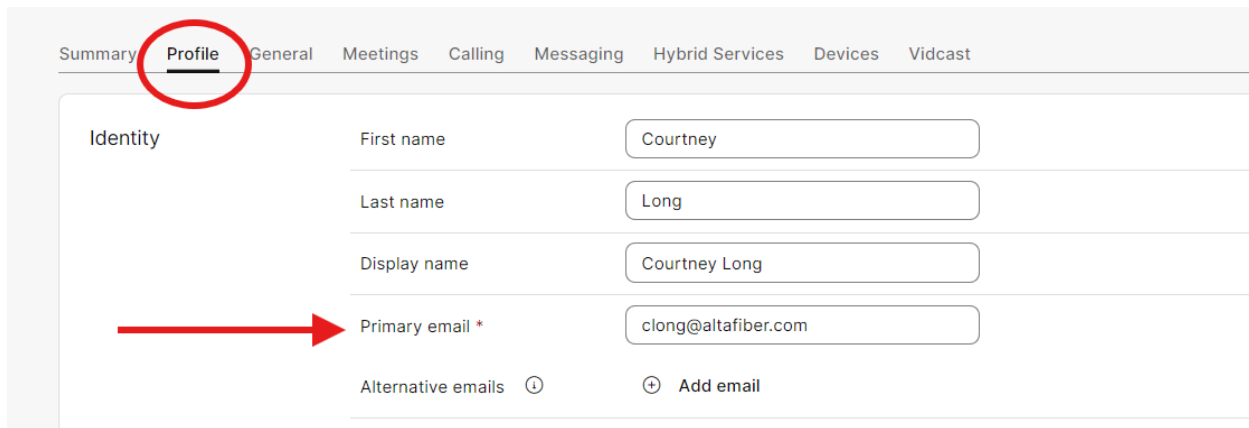 Summary Profile General Meetings Calling Messaging Hybrid Services Devices Vidcast
Identity
First name Courtney
Last name Long
Display name Courtney Long
Primary email * clong@altafiber.com
Alternative emails Add email